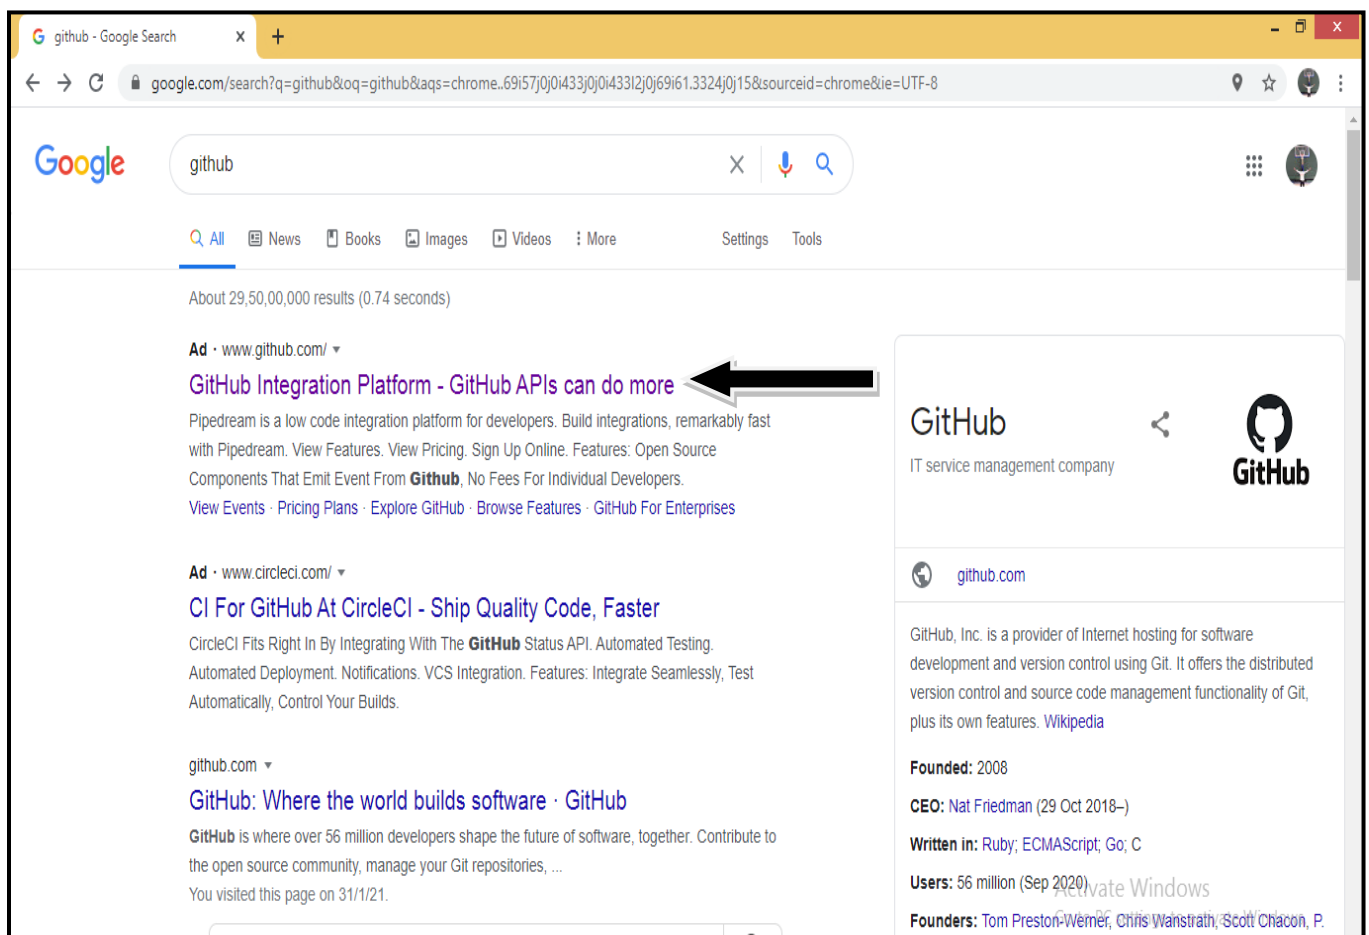 github - Google Search
google.com/search?q=github&oq=github&aqs=chrome..69i57j0j0i433j0j0i433l2j0j69i61.3324j0j15&sourceid=chrome&ie=UTF-8
Google
github
All News Books Images Videos More Settings Tools
About 29,50,00,000 results (0.74 seconds)
Ad · www.github.com/
GitHub Integration Platform - GitHub APIs can do more
Pipedream is a low code integration platform for developers. Build integrations, remarkably fast
with Pipedream. View Features. View Pricing. Sign Up Online. Features: Open Source
Components That Emit Event From Github, No Fees For Individual Developers.
View Events · Pricing Plans · Explore GitHub · Browse Features · GitHub For Enterprises
Ad · www.circleci.com/
CI For GitHub At CircleCI - Ship Quality Code, Faster
CircleCI Fits Right In By Integrating With The GitHub Status API. Automated Testing.
Automated Deployment. Notifications. VCS Integration. Features: Integrate Seamlessly, Test
Automatically, Control Your Builds.
github.com
GitHub: Where the world builds software · GitHub
GitHub is where over 56 million developers shape the future of software, together. Contribute to
the open source community, manage your Git repositories, ...
You visited this page on 31/1/21.
GitHub
IT service management company
GitHub
github.com
GitHub, Inc. is a provider of Internet hosting for software
development and version control using Git. It offers the distributed
version control and source code management functionality of Git,
plus its own features. Wikipedia
Founded: 2008
CEO: Nat Friedman (29 Oct 2018–)
Written in: Ruby; ECMAScript; Go; C
Users: 56 million (Sep 2020)
Activate Windows
Founders: Tom Preston-Werner, Chris Wanstrath, Scott Chacon, P.
Go to PC settings to activate Windows.